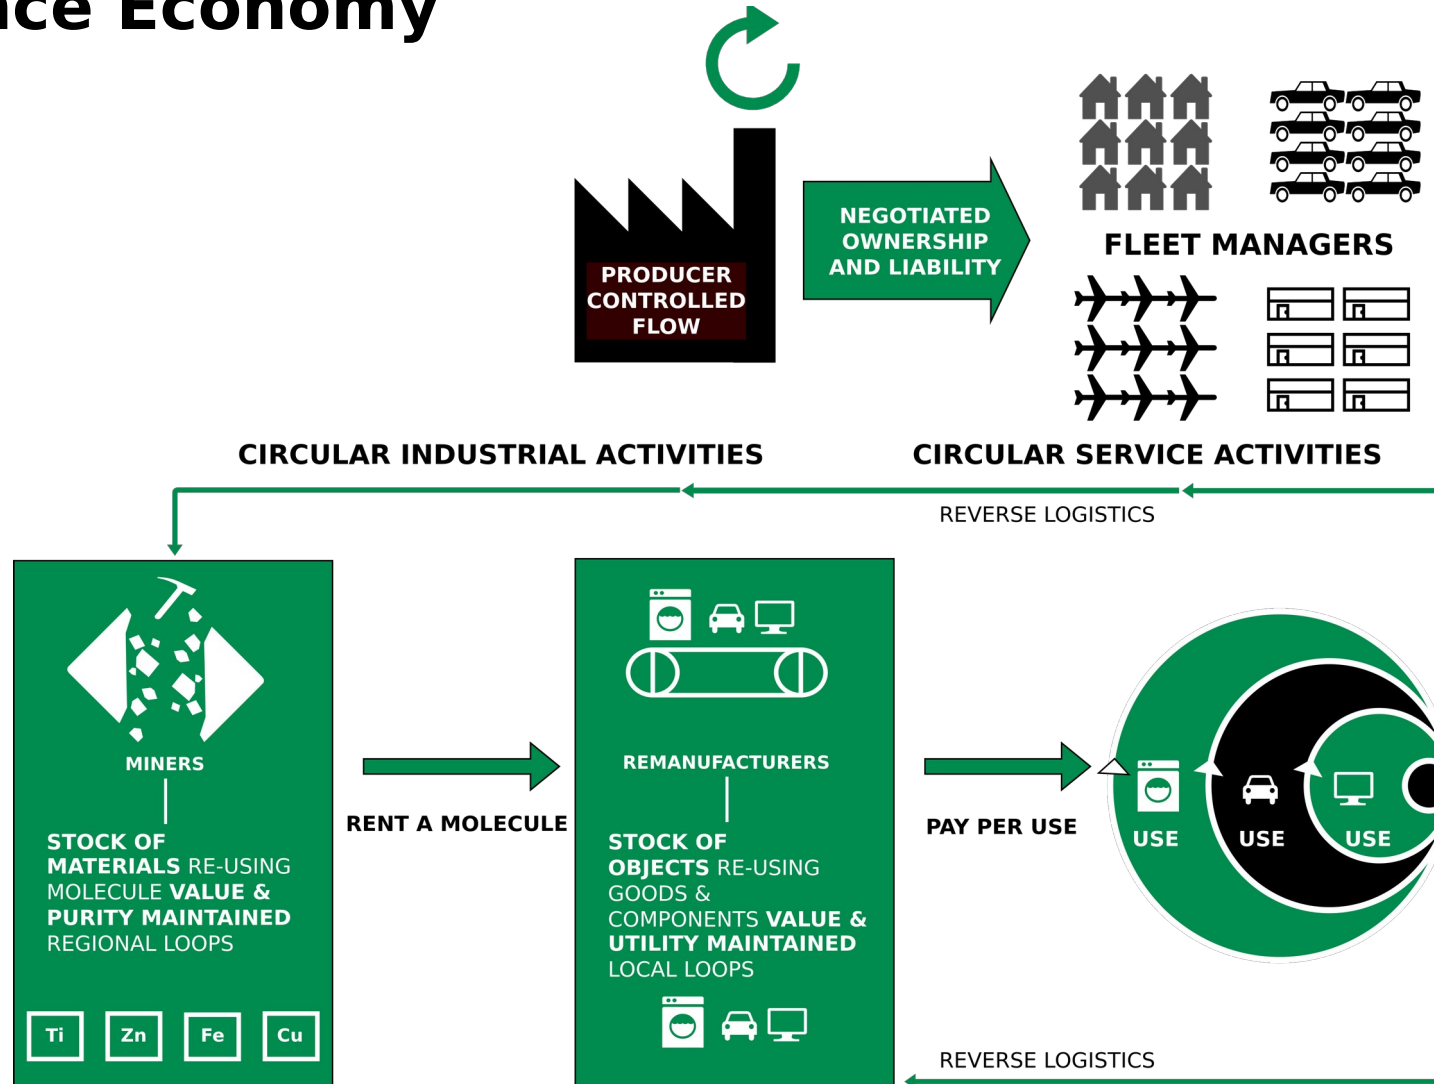 nce Economy
PRODUCER
CONTROLLED
FLOW
NEGOTIATED
OWNERSHIP
AND LIABILITY
FLEET MANAGERS
CIRCULAR INDUSTRIAL ACTIVITIES
CIRCULAR SERVICE ACTIVITIES
REVERSE LOGISTICS
MINERS
STOCK OF
MATERIALS RE-USING
MOLECULE VALUE &
PURITY MAINTAINED
REGIONAL LOOPS
Ti
Zn
Fe
Cu
RENT A MOLECULE
REMANUFACTURERS
STOCK OF
OBJECTS RE-USING
GOODS &
COMPONENTS VALUE &
UTILITY MAINTAINED
LOCAL LOOPS
PAY PER USE
USE
USE
USE
REVERSE LOGISTICS